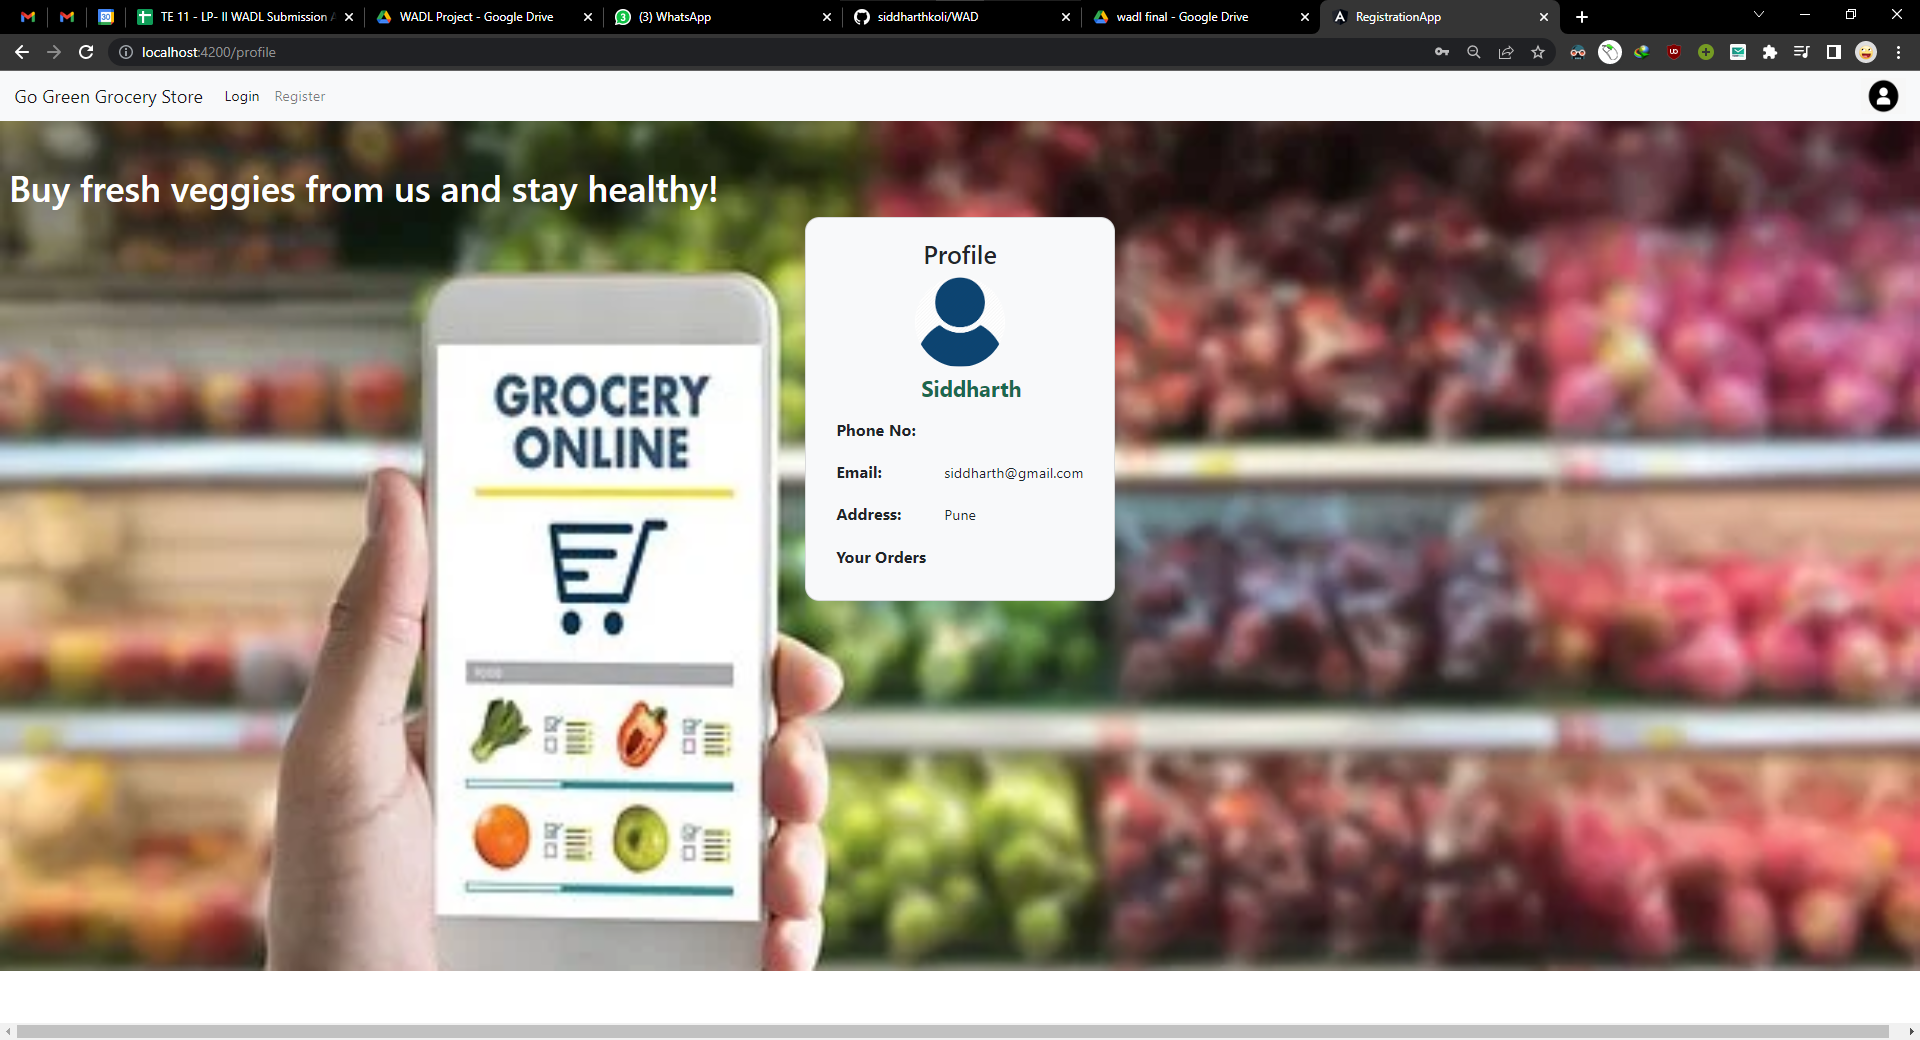 TE 11 - LP- II WADL Submission
WADL Project - Google Drive
(3) WhatsApp
siddharthkoli/WAD
wadl final - Google Drive
RegistrationApp
localhost:4200/profile
Go Green Grocery Store
Login
Register
Buy fresh veggies from us and stay healthy!
Profile
Siddharth
Phone No:
Email: siddharth@gmail.com
Address: Pune
Your Orders
GROCERY
ONLINE
FOOD